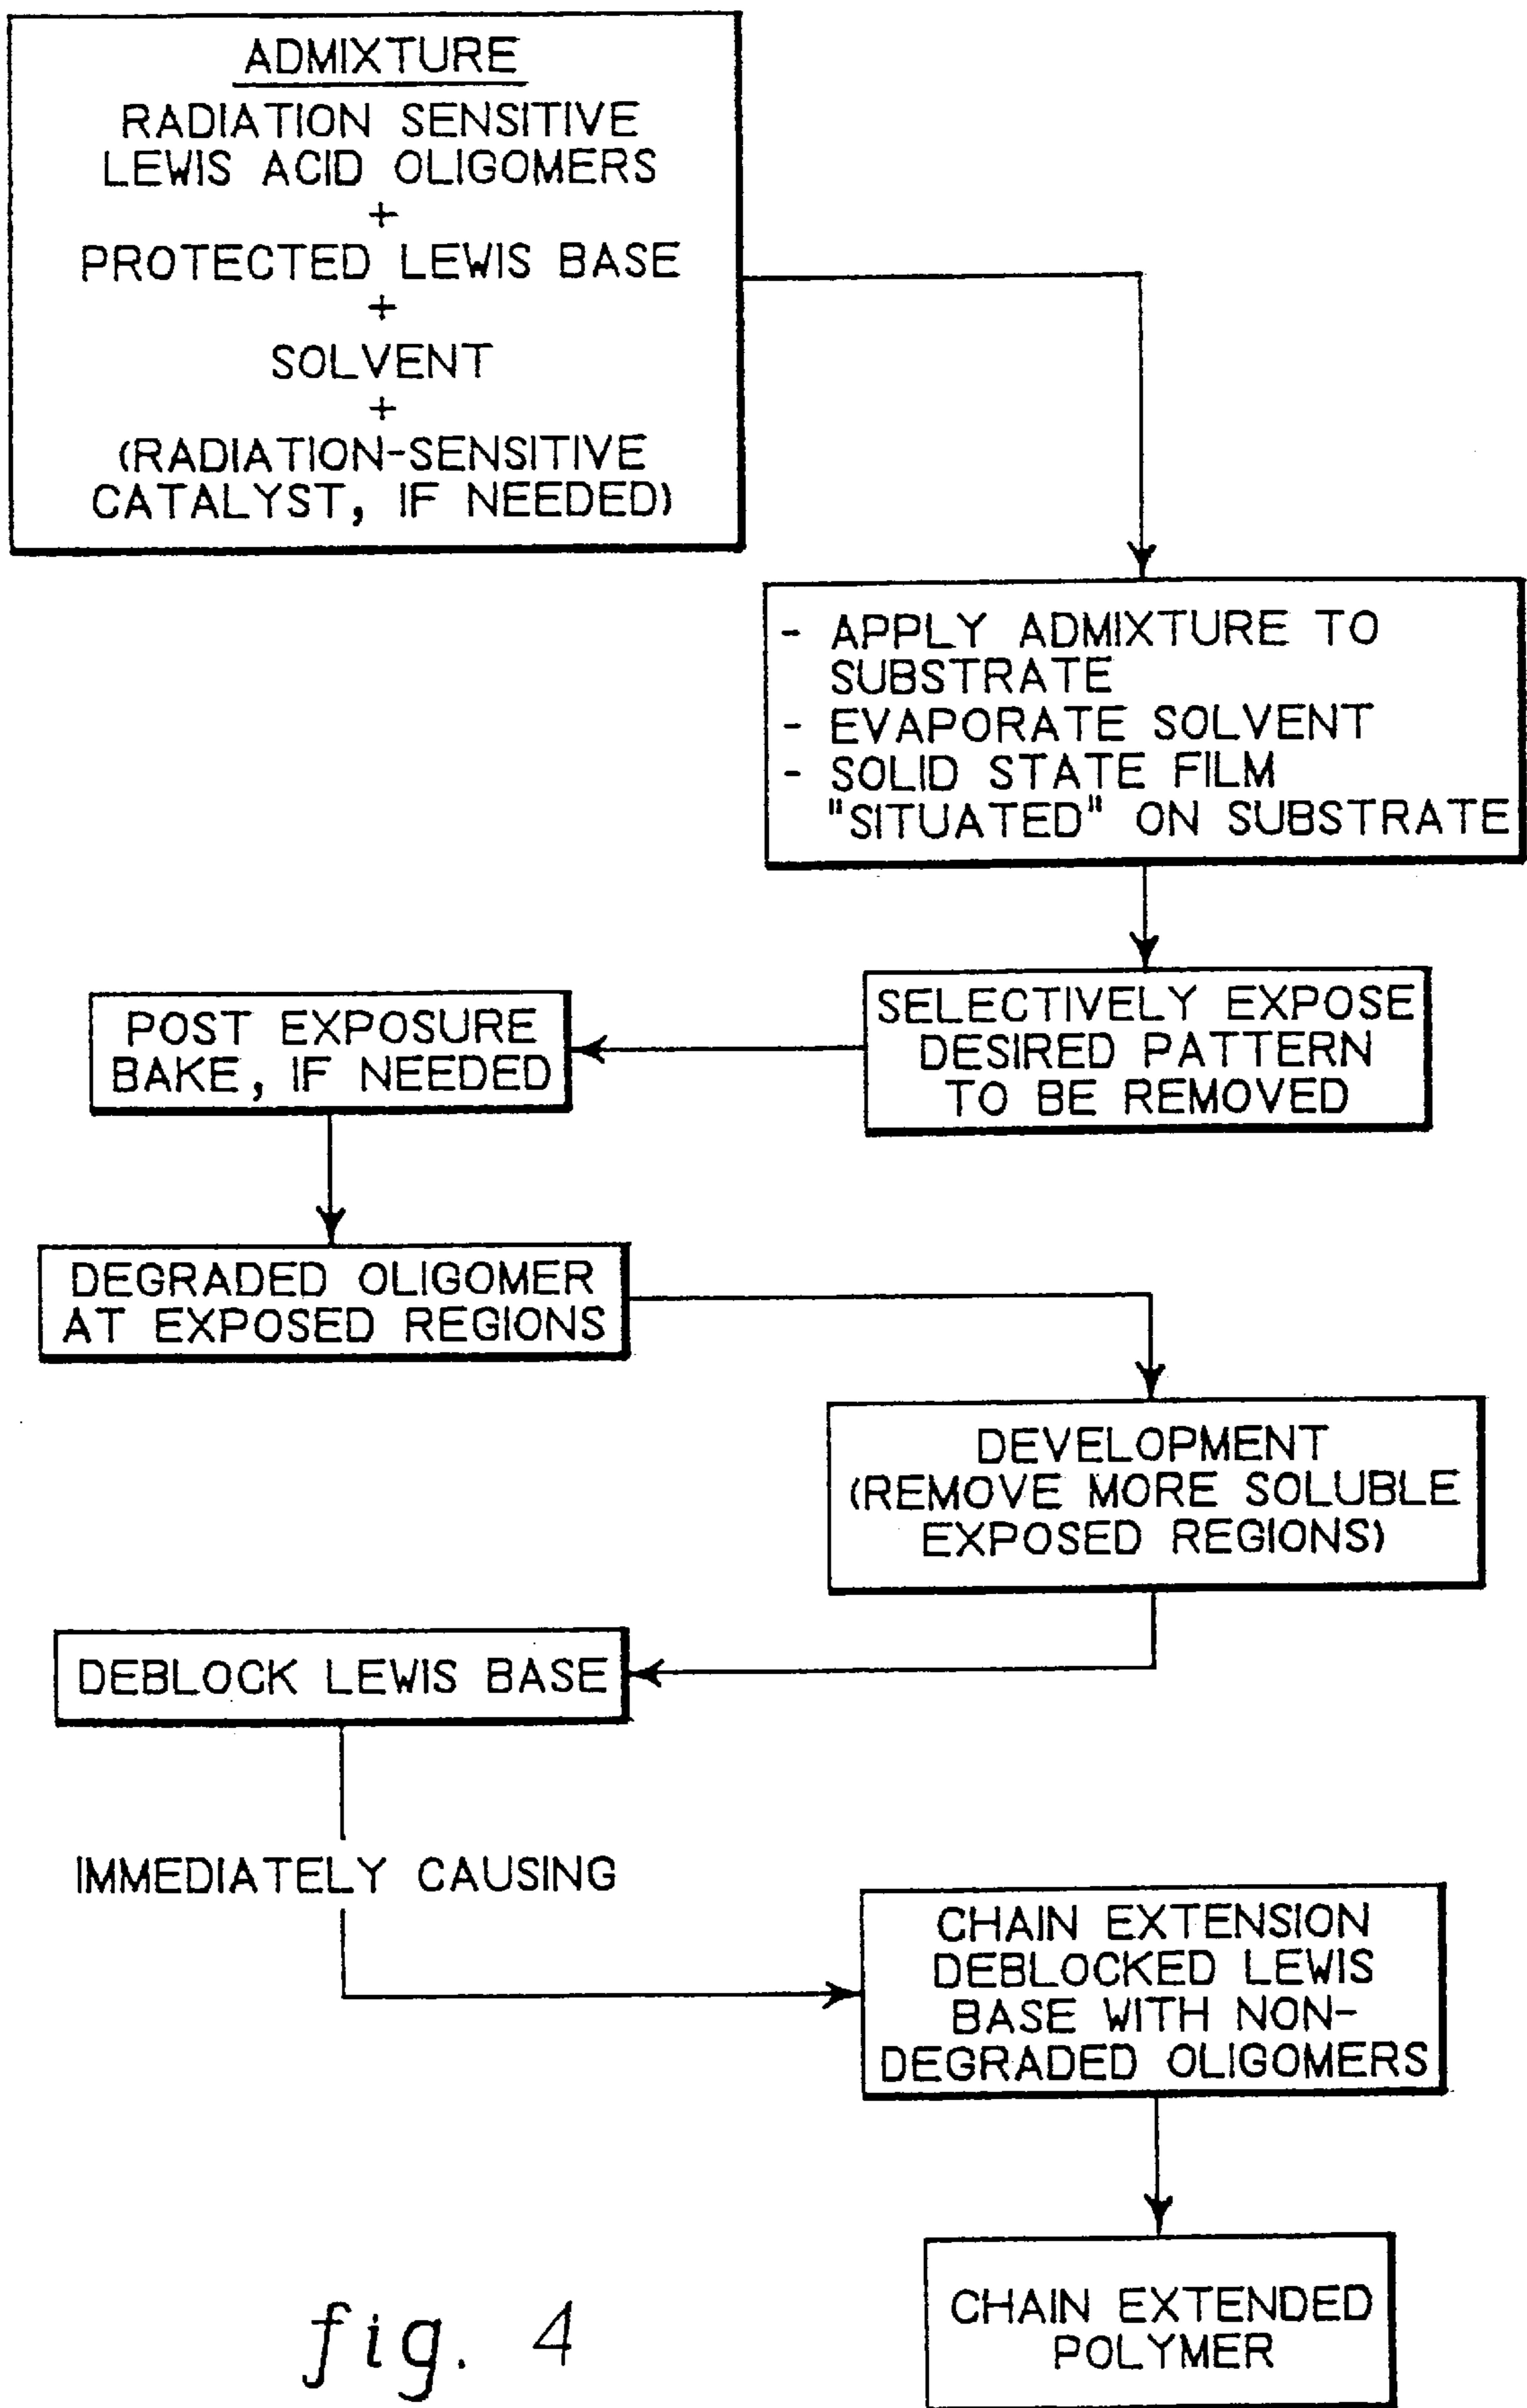 ADMIXTURE
RADIATION SENSITIVE
LEWIS ACID OLIGOMERS
+
PROTECTED LEWIS BASE
+
SOLVENT
+
(RADIATION-SENSITIVE
CATALYST, IF NEEDED)
- APPLY ADMIXTURE TO
SUBSTRATE
- EVAPORATE SOLVENT
- SOLID STATE FILM
"SITUATED" ON SUBSTRATE
SELECTIVELY EXPOSE
DESIRED PATTERN
TO BE REMOVED
POST EXPOSURE
BAKE, IF NEEDED
DEGRADED OLIGOMER
AT EXPOSED REGIONS
DEVELOPMENT
(REMOVE MORE SOLUBLE
EXPOSED REGIONS)
DEBLOCK LEWIS BASE
IMMEDIATELY CAUSING
CHAIN EXTENSION
DEBLOCKED LEWIS
BASE WITH NON-
DEGRADED OLIGOMERS
CHAIN EXTENDED
POLYMER
fig. 4